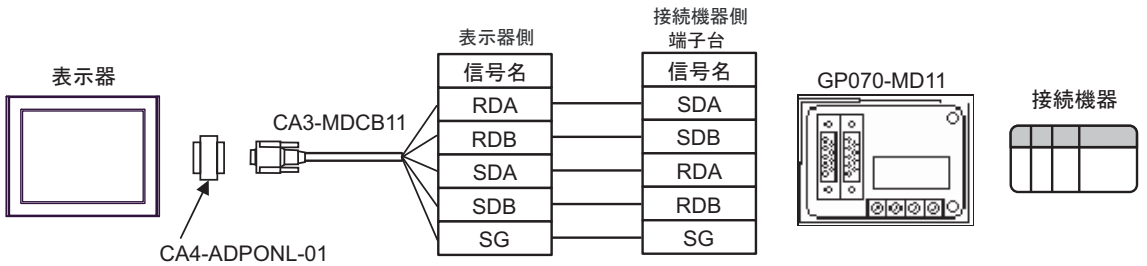 表示器
CA4-ADPONL-01
CA3-MDCB11
表示器側
信号名
RDA
RDB
SDA
SDB
SG
接続機器側
端子台
信号名
SDA
SDB
RDA
RDB
SG
GP070-MD11
接続機器